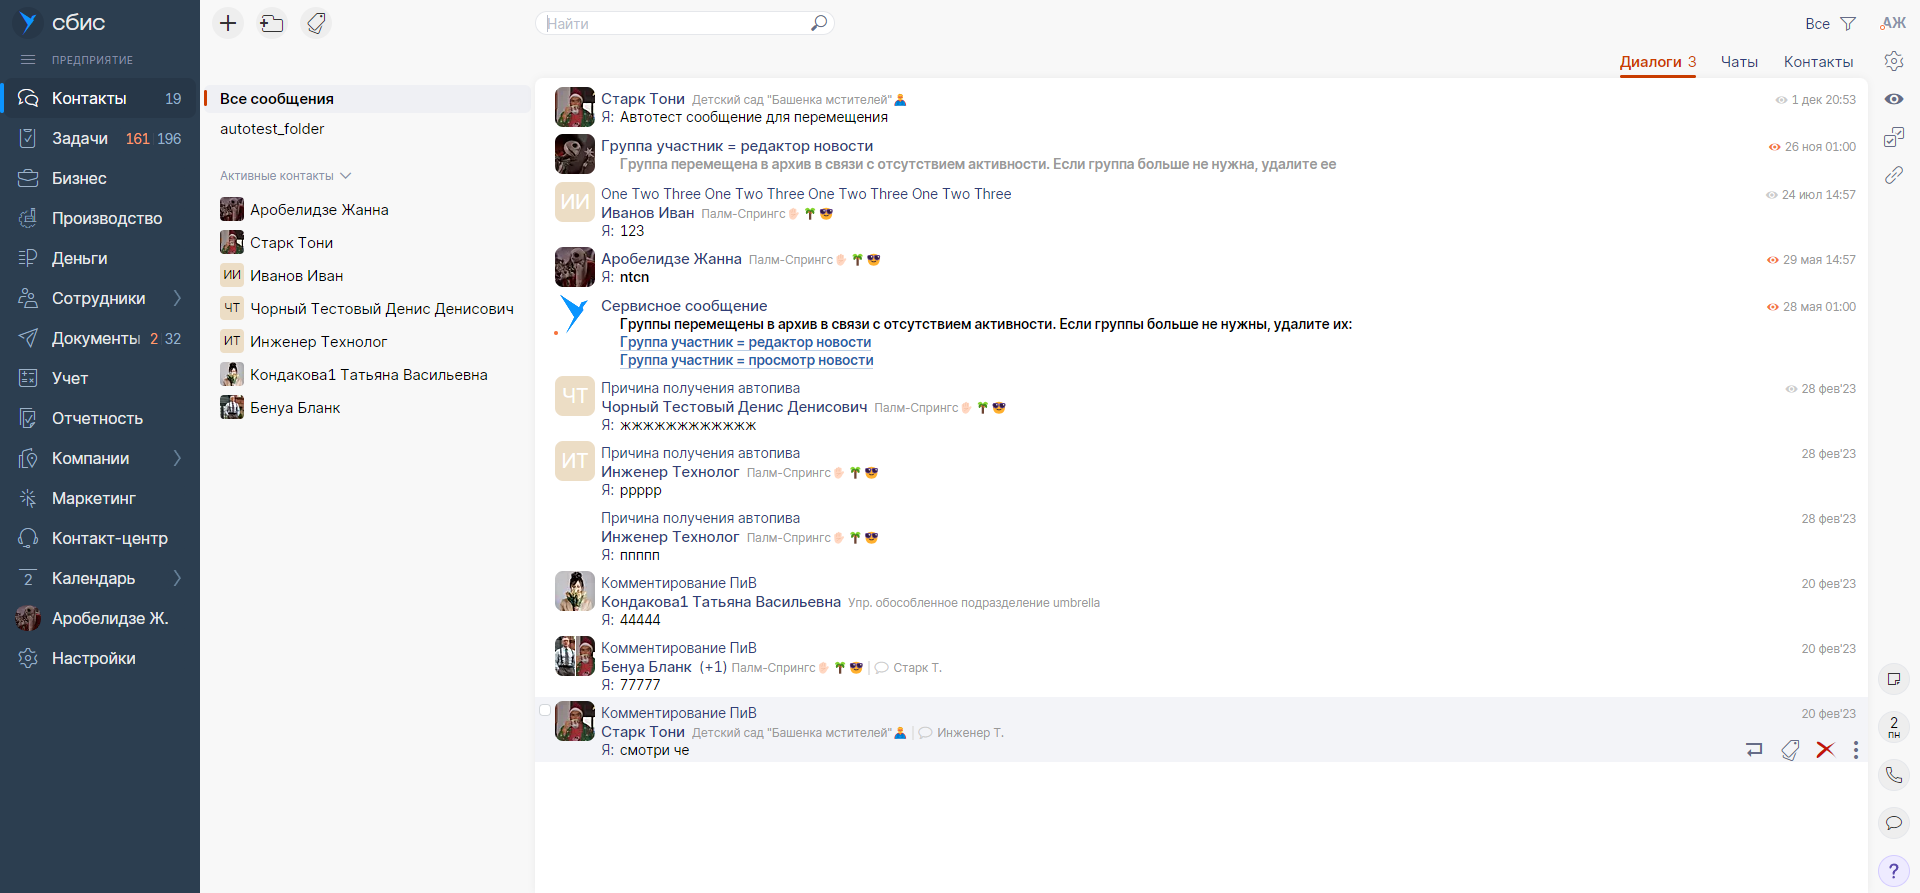 сбис
Найти
Все
АЖ
ПРЕДПРИЯТИЕ
Диалоги 3
Чаты
Контакты
Контакты 19
Задачи 161 196
Бизнес
Производство
Деньги
Сотрудники
Документы 2 32
Учет
Отчетность
Компании
Маркетинг
Контакт-центр
2 Календарь
Аробелидзе Ж.
Настройки
Все сообщения
autotest_folder
Активные контакты
Аробелидзе Жанна
Старк Тони
ИИ Иванов Иван
ЧТ Чорный Тестовый Денис Денисович
ИТ Инженер Технолог
Кондакова1 Татьяна Васильевна
Бенуа Бланк
Старк Тони Детский сад "Башенка мстителей" 1 дек 20:53
Я: Автотест сообщение для перемещения
Группа участник = редактор новости 26 ноя 01:00
Группа перемещена в архив в связи с отсутствием активности. Если группа больше не нужна, удалите ее
ИИ
One Two Three One Two Three One Two Three One Two Three 24 июл 14:57
Иванов Иван Палм-Спрингс
Я: 123
Аробелидзе Жанна Палм-Спрингс 29 мая 14:57
Я: ntcn
Сервисное сообщение 28 мая 01:00
Группы перемещены в архив в связи с отсутствием активности. Если группы больше не нужны, удалите их:
Группа участник = редактор новости
Группа участник = просмотр новости
ЧТ
Причина получения автопива 28 фев'23
Чорный Тестовый Денис Денисович Палм-Спрингс
Я: жжжжжжжжжжжж
ИТ
Причина получения автопива 28 фев'23
Инженер Технолог Палм-Спрингс
Я: ррррр
Причина получения автопива 28 фев'23
Инженер Технолог Палм-Спрингс
Я: ппппп
Комментирование ПиВ 20 фев'23
Кондакова1 Татьяна Васильевна Упр. обособленное подразделение umbrella
Я: 44444
Комментирование ПиВ 20 фев'23
Бенуа Бланк (+1) Палм-Спрингс | Старк Т.
Я: 77777
Комментирование ПиВ 20 фев'23
Старк Тони Детский сад "Башенка мстителей" | Инженер Т.
Я: смотри че
2
пн
?